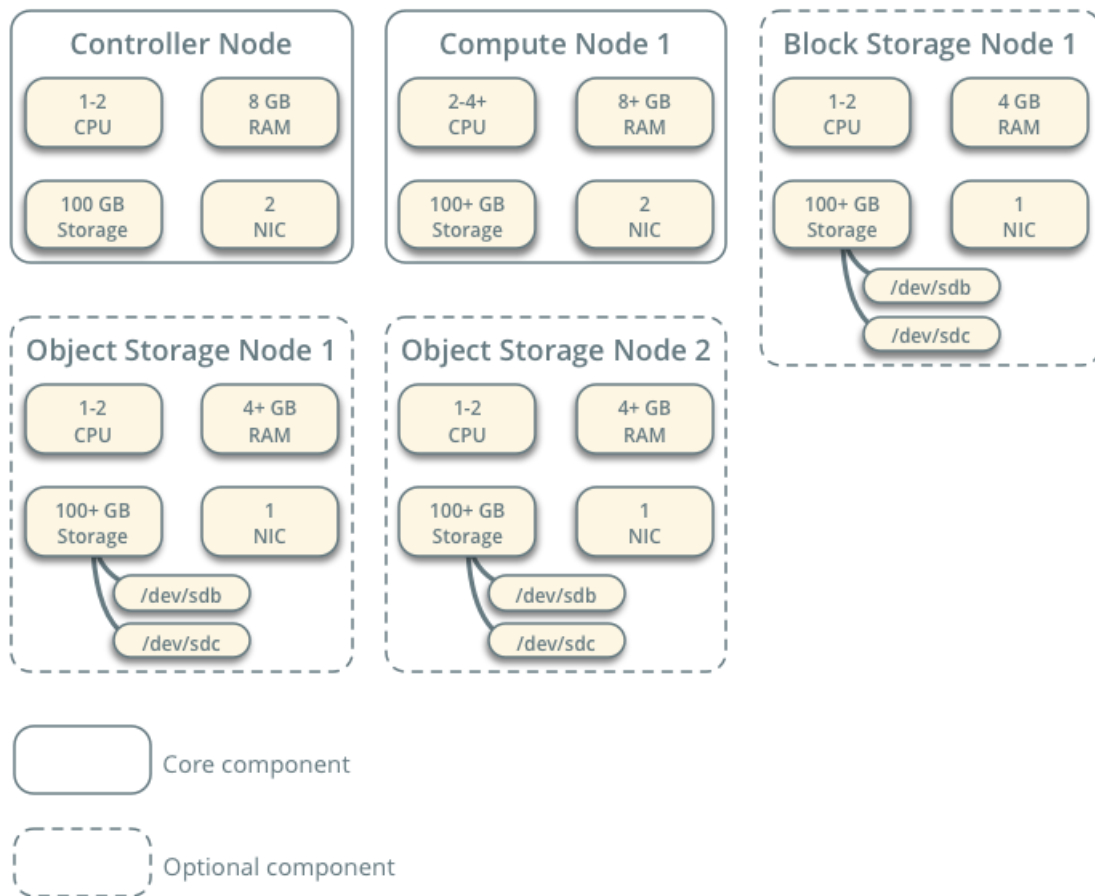 Controller Node
1-2
CPU
8 GB
RAM
100 GB
Storage
2
NIC
Compute Node 1
2-4+
CPU
8+ GB
RAM
100+ GB
Storage
2
NIC
Block Storage Node 1
1-2
CPU
4 GB
RAM
100+ GB
Storage
1
NIC
/dev/sdb
/dev/sdc
Object Storage Node 1
1-2
CPU
4+ GB
RAM
100+ GB
Storage
1
NIC
/dev/sdb
/dev/sdc
Object Storage Node 2
1-2
CPU
4+ GB
RAM
100+ GB
Storage
1
NIC
/dev/sdb
/dev/sdc
Core component
Optional component